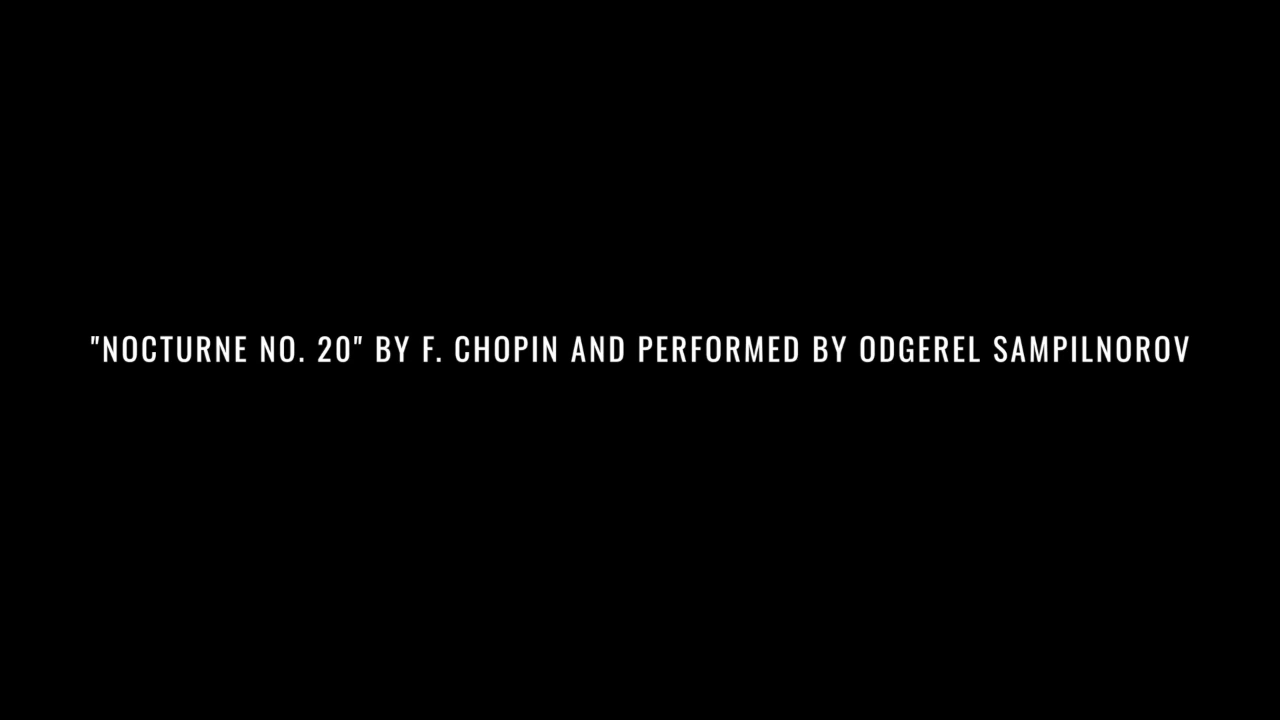 "NOCTURNE NO. 20" BY F. CHOPIN AND PERFORMED BY ODGEREL SAMPILNOROV